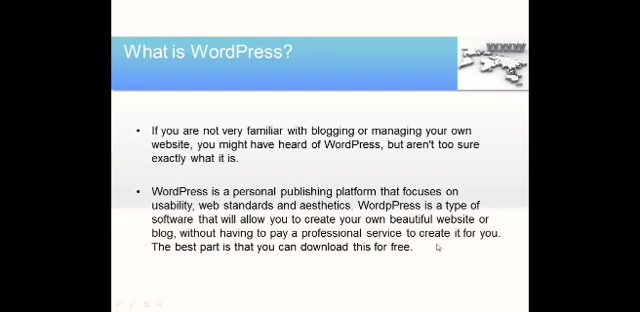 What is WordPress?
If you are not very familiar with blogging or managing your own
website, you might have heard of WordPress, but aren't too sure
exactly what it is.
WordPress is a personal publishing platform that focuses on
usability, web standards and aesthetics. WordpPress is a type of
software that will allow you to create your own beautiful website or
blog, without having to pay a professional service to create it for you.
The best part is that you can download this for free.